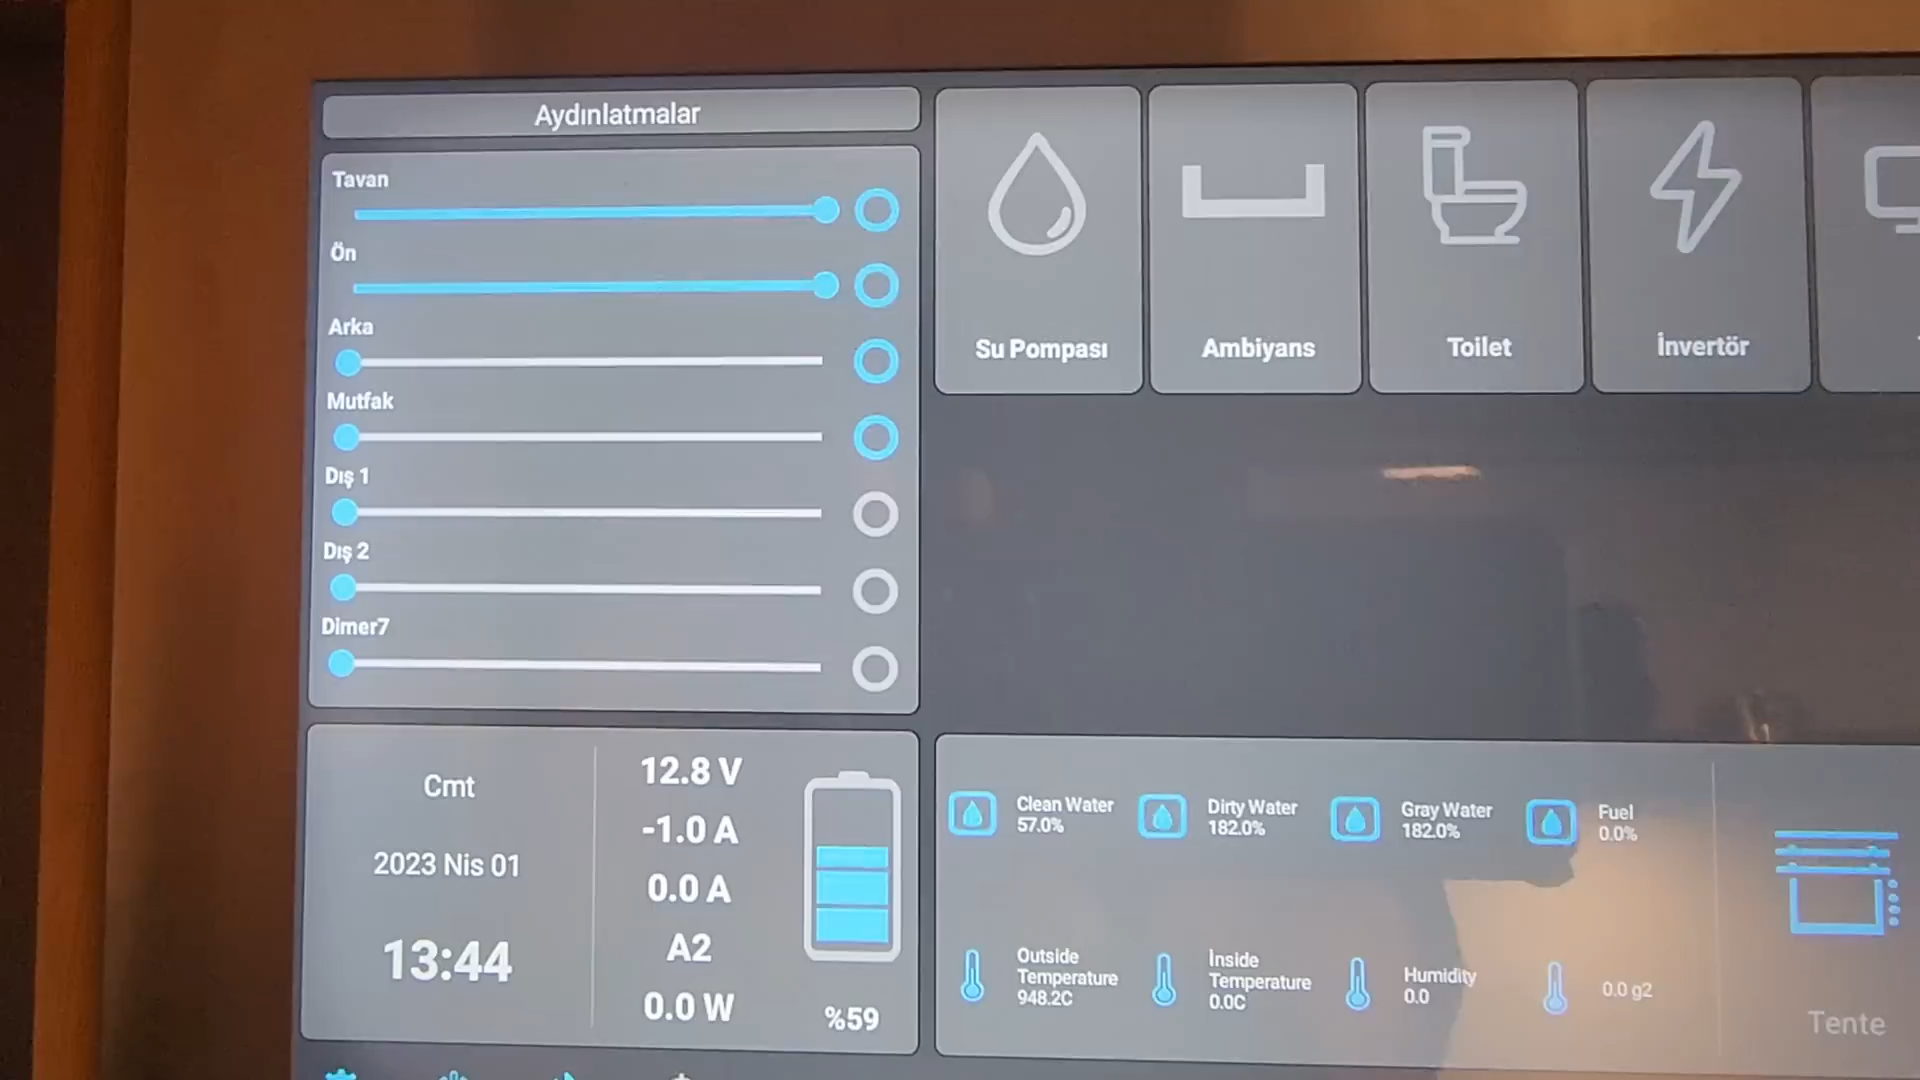 Aydınlatmalar
Tavan
Ön
Arka
Mutfak
Dış 1
Dış 2
Dimer7
Su Pompası
Ambiyans
Toilet
İnvertör
Cmt
2023 Nis 01
13:44
12.8 V
-1.0 A
0.0 A
A2
0.0 W
%59
Clean Water
57.0%
Dirty Water
182.0%
Gray Water
182.0%
Fuel
0.0%
Outside
Temperature
948.2C
İnside
Temperature
0.0C
Humidity
0.0
0.0 g2
Tente